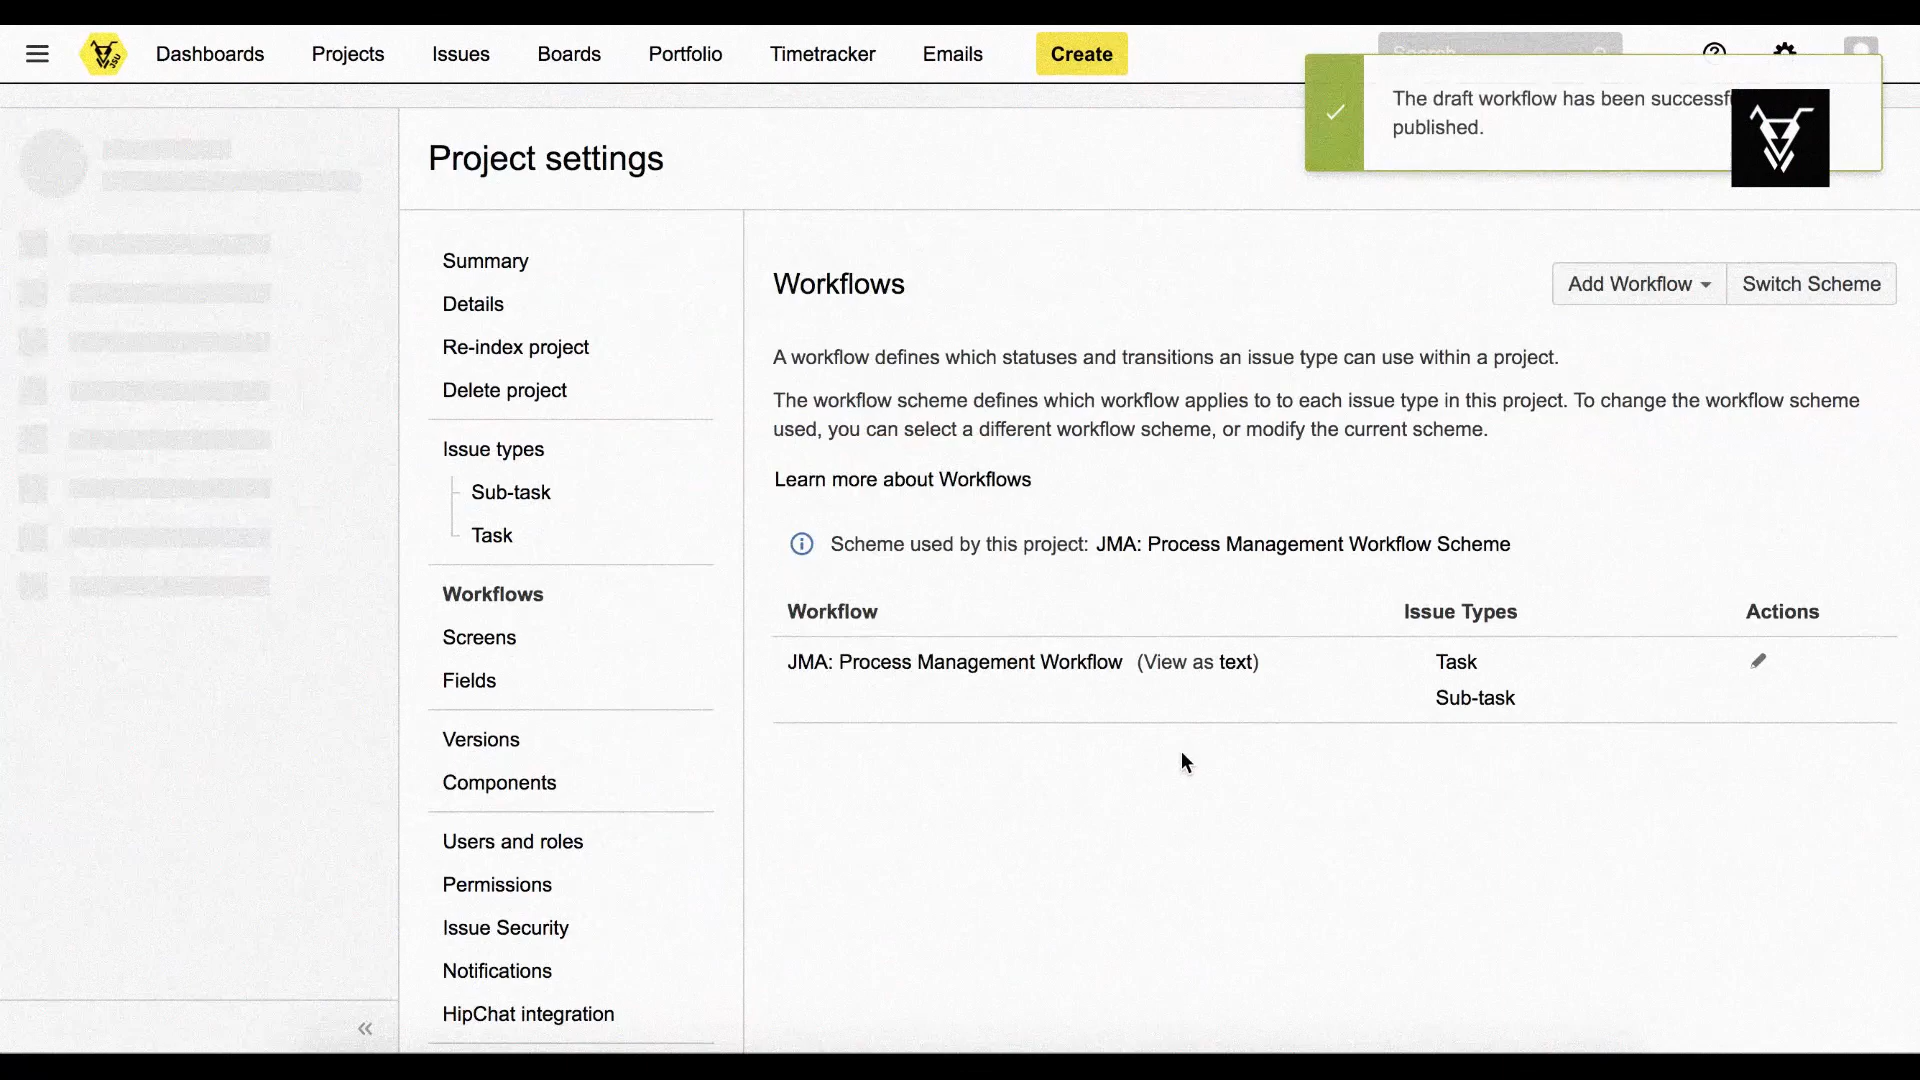 Dashboards Projects Issues Boards Portfolio Timetracker Emails Create Search
JSU
The draft workflow has been
published.
Project settings
Summary
Details
Re-index project
Delete project
Issue types
Sub-task
Task
Workflows
Screens
Fields
Versions
Components
Users and roles
Permissions
Issue Security
Notifications
HipChat integration
Workflows
Add Workflow Switch Scheme
A workflow defines which statuses and transitions an issue type can use within a project.
The workflow scheme defines which workflow applies to to each issue type in this project. To change the workflow scheme
used, you can select a different workflow scheme, or modify the current scheme.
Learn more about Workflows
Scheme used by this project: JMA: Process Management Workflow Scheme
Workflow Issue Types Actions
JMA: Process Management Workflow (View as text) Task
Sub-task